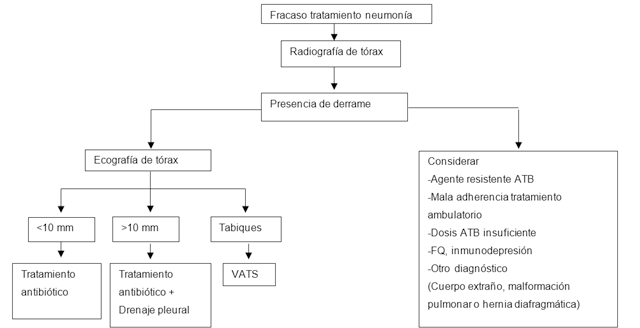 Fracaso tratamiento neumonía
Radiografía de tórax
Presencia de derrame
Ecografía de tórax
<10 mm
>10 mm
Tabiques
Tratamiento
antibiótico
Tratamiento
antibiótico +
Drenaje pleural
VATS
Considerar
-Agente resistente ATB
-Mala adherencia tratamiento
ambulatorio
-Dosis ATB insuficiente
-FQ, inmunodepresión
-Otro diagnóstico
(Cuerpo extraño, malformación
pulmonar o hernia diafragmática)